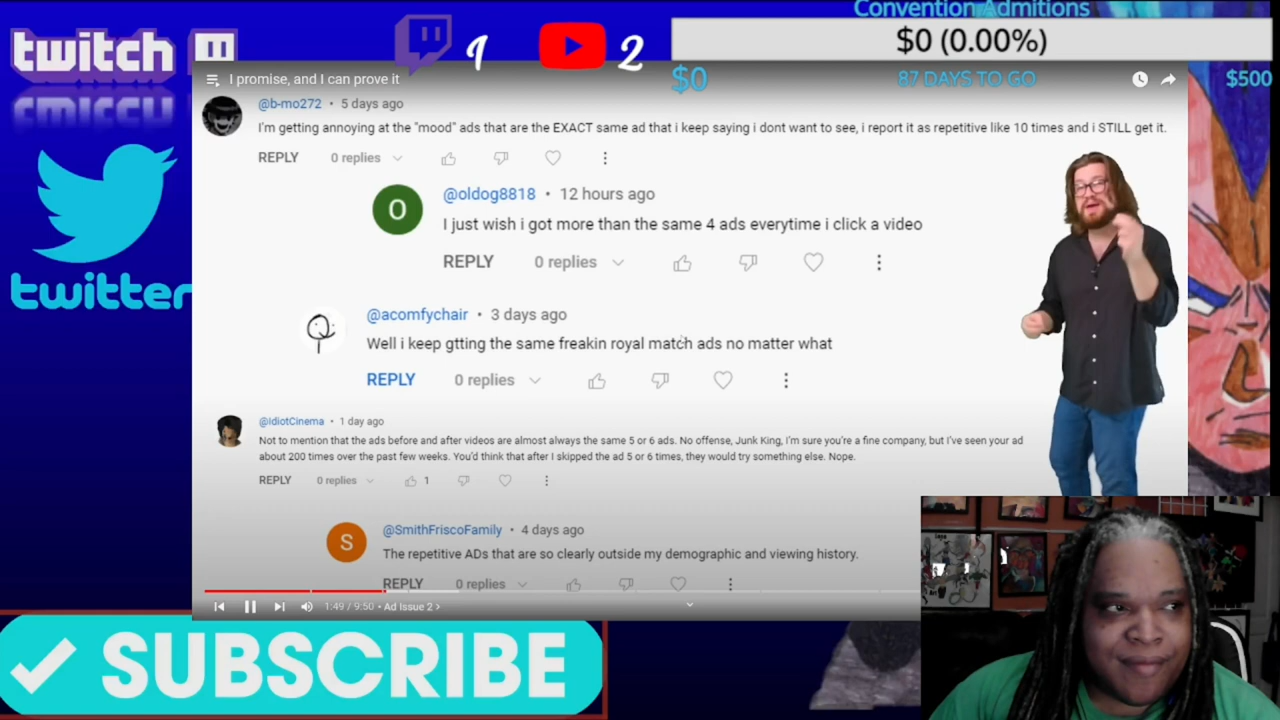 Convention Admitions
twitch
1
2
$0 (0.00%)
$0
87 DAYS TO GO
$500
I promise, and I can prove it
@b-mo272 • 5 days ago
I'm getting annoying at the "mood" ads that are the EXACT same ad that i keep saying i dont want to see, i report it as repetitive like 10 times and i STILL get it.
REPLY 0 replies
O
@oldog8818 • 12 hours ago
I just wish i got more than the same 4 ads everytime i click a video
REPLY 0 replies
twitter
@acomfychair • 3 days ago
Well i keep gtting the same freakin royal match ads no matter what
REPLY 0 replies
@IdiotCinema • 1 day ago
Not to mention that the ads before and after videos are almost always the same 5 or 6 ads. No offense, Junk King, I'm sure you're a fine company, but I've seen your ad
about 200 times over the past few weeks. You'd think that after I skipped the ad 5 or 6 times, they would try something else. Nope.
REPLY 0 replies 1
S
@SmithFriscoFamily • 4 days ago
The repetitive ADs that are so clearly outside my demographic and viewing history.
REPLY 0 replies
1:49 / 9:50 • Ad Issue 2 >
SUBSCRIBE